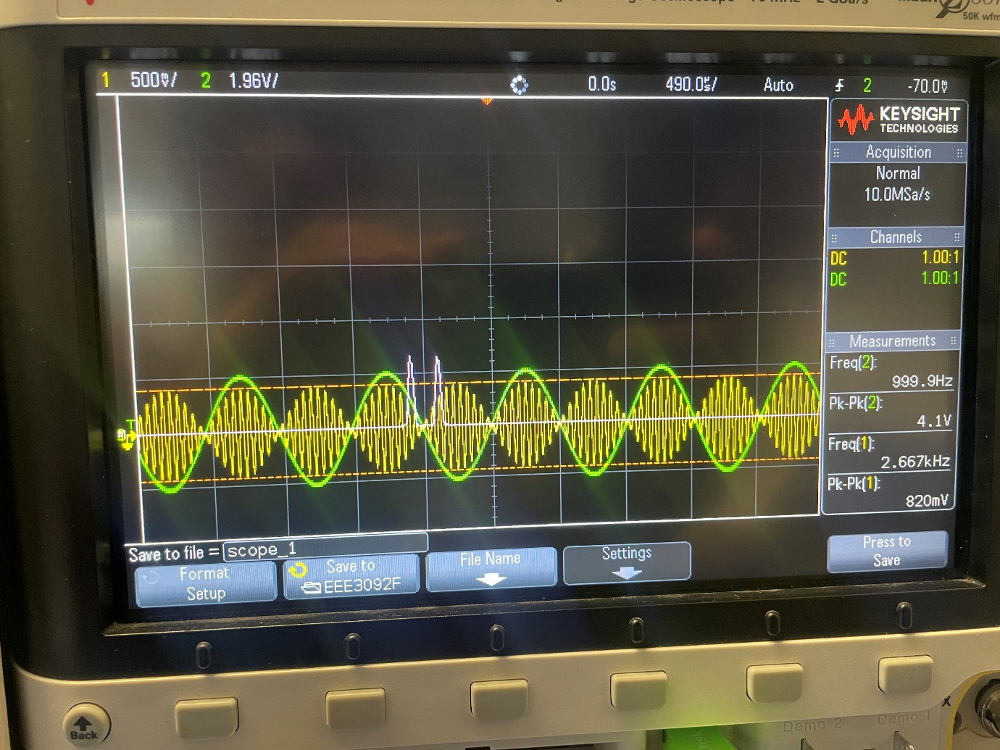 50K wfm
1 500mV/ 2 1.96V/ 0.0s 490.0us/ Auto 2 -70.0mV
KEYSIGHT
TECHNOLOGIES
Acquisition
Normal
10.0MSa/s
Channels
DC 1.00:1
DC 1.00:1
Measurements
Freq(2):
999.9Hz
Pk-Pk(2):
4.1V
Freq(1):
2.667kHz
Pk-Pk(1):
820mV
T
Save to file = scope_1
Format
Setup
Save to
EEE3092F
File Name
Settings
Press to
Save
Back
Demo 2
Demo 1